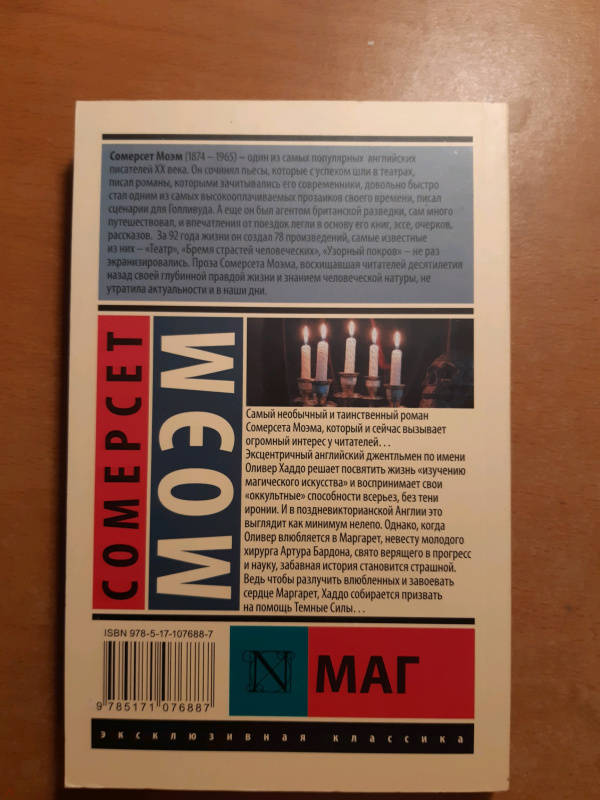 Сомерсет Моэм (1874 – 1965) – один из самых популярных английских
писателей XX века. Он сочинял пьесы, которые с успехом шли в театрах,
писал романы, которыми зачитывались его современники, довольно быстро
стал одним из самых высокооплачиваемых прозаиков своего времени, писал
сценарии для Голливуда. А еще он был агентом британской разведки, сам много
путешествовал, и впечатления от поездок легли в основу его книг, эссе, очерков,
рассказов. За 92 года жизни он создал 78 произведений, самые известные
из них – «Театр», «Бремя страстей человеческих», «Узорный покров» – не раз
экранизировались. Проза Сомерсета Моэма, восхищавшая читателей десятилетия
назад своей глубинной правдой жизни и знанием человеческой натуры, не
утратила актуальности и в наши дни.
СОМЕРСЕТ
МОЭМ
Самый необычный и таинственный роман
Сомерсета Моэма, который и сейчас вызывает
огромный интерес у читателей...
Эксцентричный английский джентльмен по имени
Оливер Хаддо решает посвятить жизнь «изучению
магического искусства» и воспринимает свои
«оккультные» способности всерьез, без тени
иронии. И в поздневикторианской Англии это
выглядит как минимум нелепо. Однако, когда
Оливер влюбляется в Маргарет, невесту молодого
хирурга Артура Бардона, свято верящего в прогресс
и науку, забавная история становится страшной.
Ведь чтобы разлучить влюбленных и завоевать
сердце Маргарет, Хаддо собирается призвать
на помощь Темные Силы...
ISBN 978-5-17-107688-7
9 785171 076887
N
МАГ
эксклюзивная классика